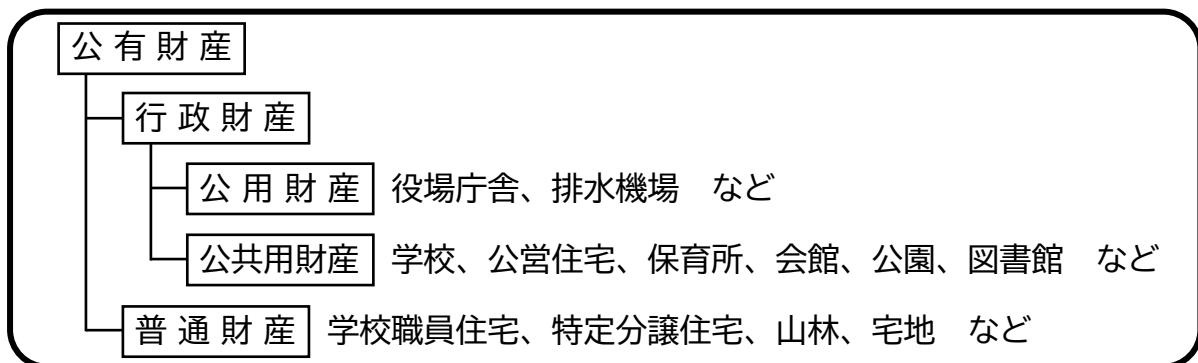 公有財産
行政財産
公用財産 役場庁舎、排水機場　など
公共用財産 学校、公営住宅、保育所、会館、公園、図書館　など
普通財産 学校職員住宅、特定分譲住宅、山林、宅地　など